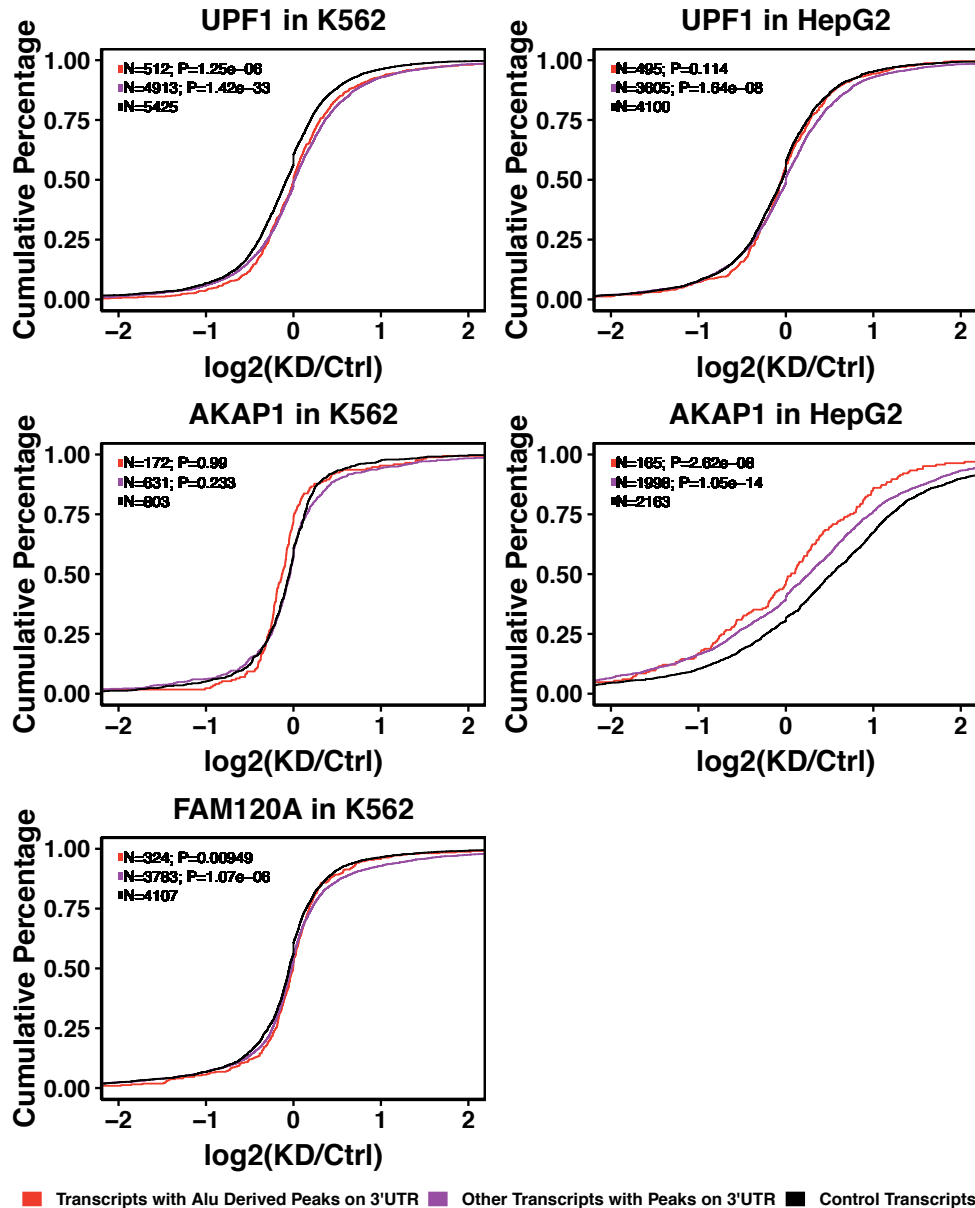 UPF1 in K562
Cumulative Percentage
1.00
0.75
0.50
0.25
0.00
N=512; P=1.25e−06
N=4913; P=1.42e−33
N=5425
−2 −1 0 1 2
log2(KD/Ctrl)
UPF1 in HepG2
Cumulative Percentage
1.00
0.75
0.50
0.25
0.00
N=495; P=0.114
N=3605; P=1.64e−08
N=4100
−2 −1 0 1 2
log2(KD/Ctrl)
AKAP1 in K562
Cumulative Percentage
1.00
0.75
0.50
0.25
0.00
N=172; P=0.99
N=631; P=0.233
N=803
−2 −1 0 1 2
log2(KD/Ctrl)
AKAP1 in HepG2
Cumulative Percentage
1.00
0.75
0.50
0.25
0.00
N=165; P=2.62e−08
N=1998; P=1.05e−14
N=2163
−2 −1 0 1 2
log2(KD/Ctrl)
FAM120A in K562
Cumulative Percentage
1.00
0.75
0.50
0.25
0.00
N=324; P=0.00949
N=3783; P=1.07e−06
N=4107
−2 −1 0 1 2
log2(KD/Ctrl)
Transcripts with Alu Derived Peaks on 3'UTR Other Transcripts with Peaks on 3'UTR Control Transcripts